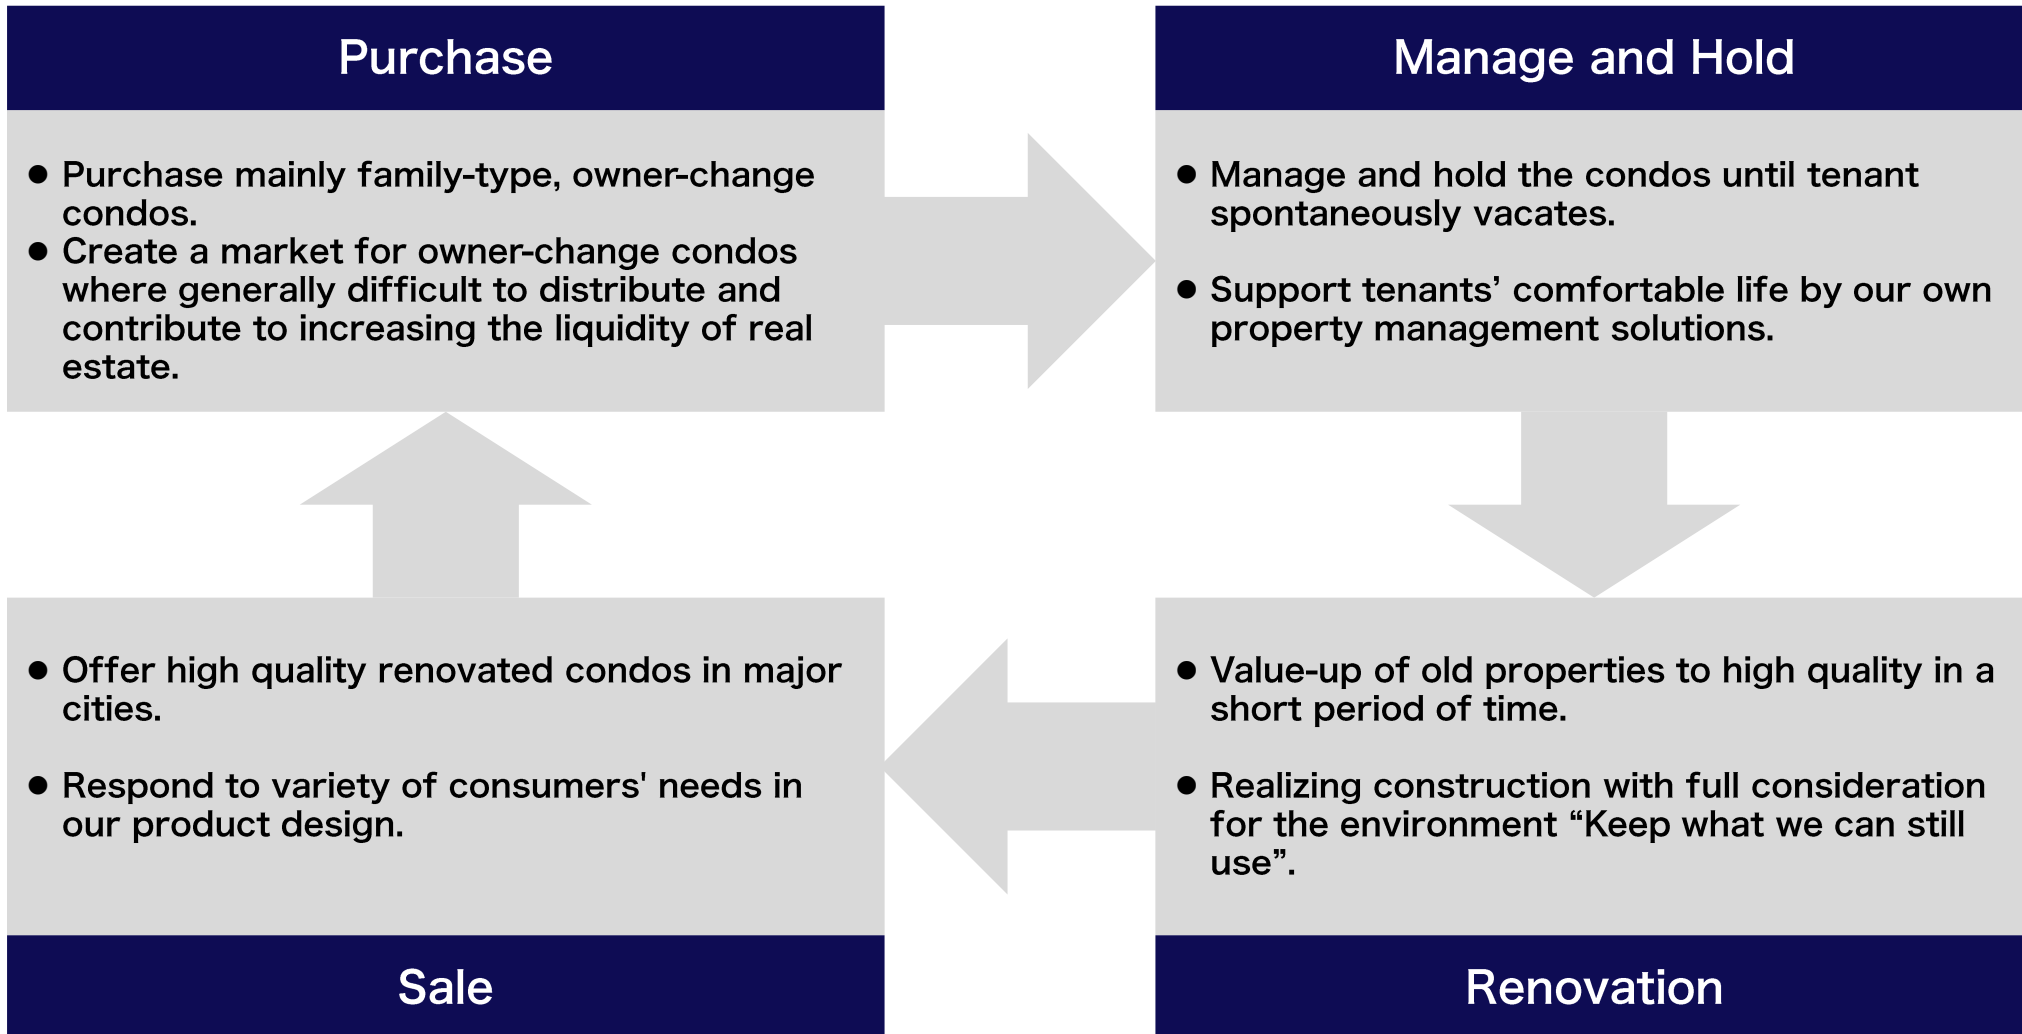 Purchase
● Purchase mainly family-type, owner-change
condos.
● Create a market for owner-change condos
where generally difficult to distribute and
contribute to increasing the liquidity of real
estate.
Manage and Hold
● Manage and hold the condos until tenant
spontaneously vacates.
● Support tenants’ comfortable life by our own
property management solutions.
● Value-up of old properties to high quality in a
short period of time.
● Realizing construction with full consideration
for the environment “Keep what we can still
use”.
Renovation
● Offer high quality renovated condos in major
cities.
● Respond to variety of consumers' needs in
our product design.
Sale